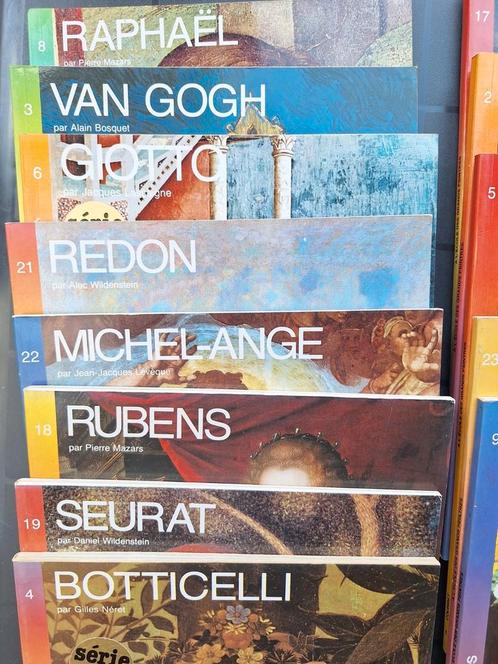 8 RAPHAËL
par Pierre Mazars
3 VAN GOGH
par Alain Bosquet
6 GIOTTO
par Jacques
série
21 REDON
par Alec Wildenstein
22 MICHEL-ANGE
par Jean-Jacques Lévêque
18 RUBENS
par Pierre Mazars
19 SEURAT
par Daniel Wildenstein
4 BOTTICELLI
par Gilles Néret
série
17
2
5
23
9